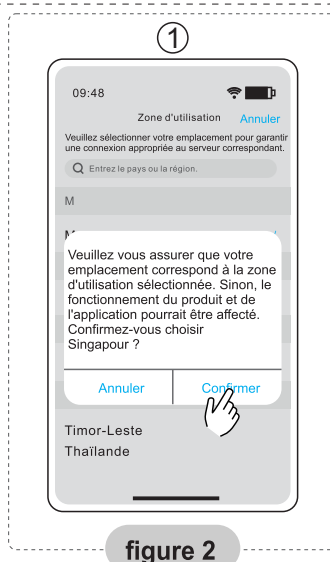 1
09:48
Zone d'utilisation Annuler
Veuillez sélectionner votre emplacement pour garantir
une connexion appropriée au serveur correspondant.
Entrez le pays ou la région.
M
Veuillez vous assurer que votre
emplacement correspond à la zone
d'utilisation sélectionnée. Sinon, le
fonctionnement du produit et de
l'application pourrait être affecté.
Confirmez-vous choisir
Singapour ?
Annuler Confirmer
Timor-Leste
Thaïlande
figure 2